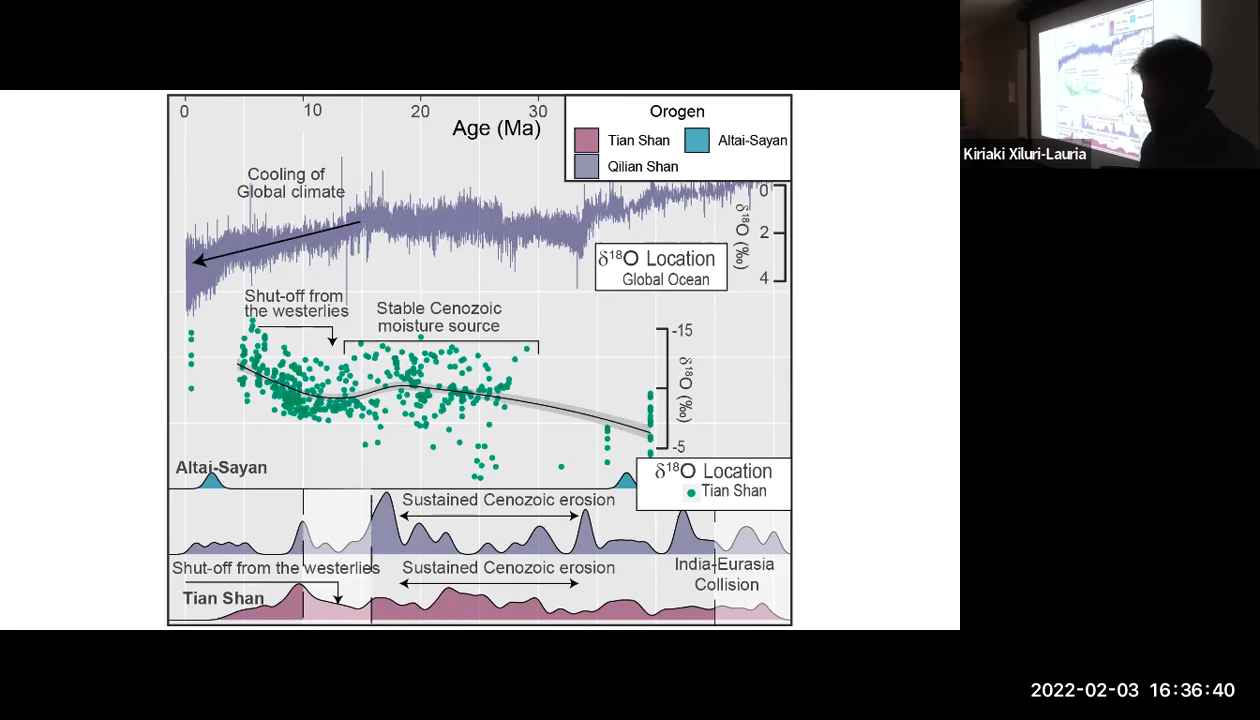 0
10
20
30
Age (Ma)
Orogen
Tian Shan
Altai-Sayan
Qilian Shan
Kiriaki Xiluri-Lauria
Cooling of
Global climate
0
2
4
δ¹⁸O (‰)
δ¹⁸O Location
Global Ocean
Shut-off from
the westerlies
Stable Cenozoic
moisture source
-15
-5
δ¹⁸O (‰)
Altai-Sayan
δ¹⁸O Location
Tian Shan
Sustained Cenozoic erosion
Shut-off from the westerlies
Sustained Cenozoic erosion
India-Eurasia
Collision
Tian Shan
2022-02-03 16:36:40